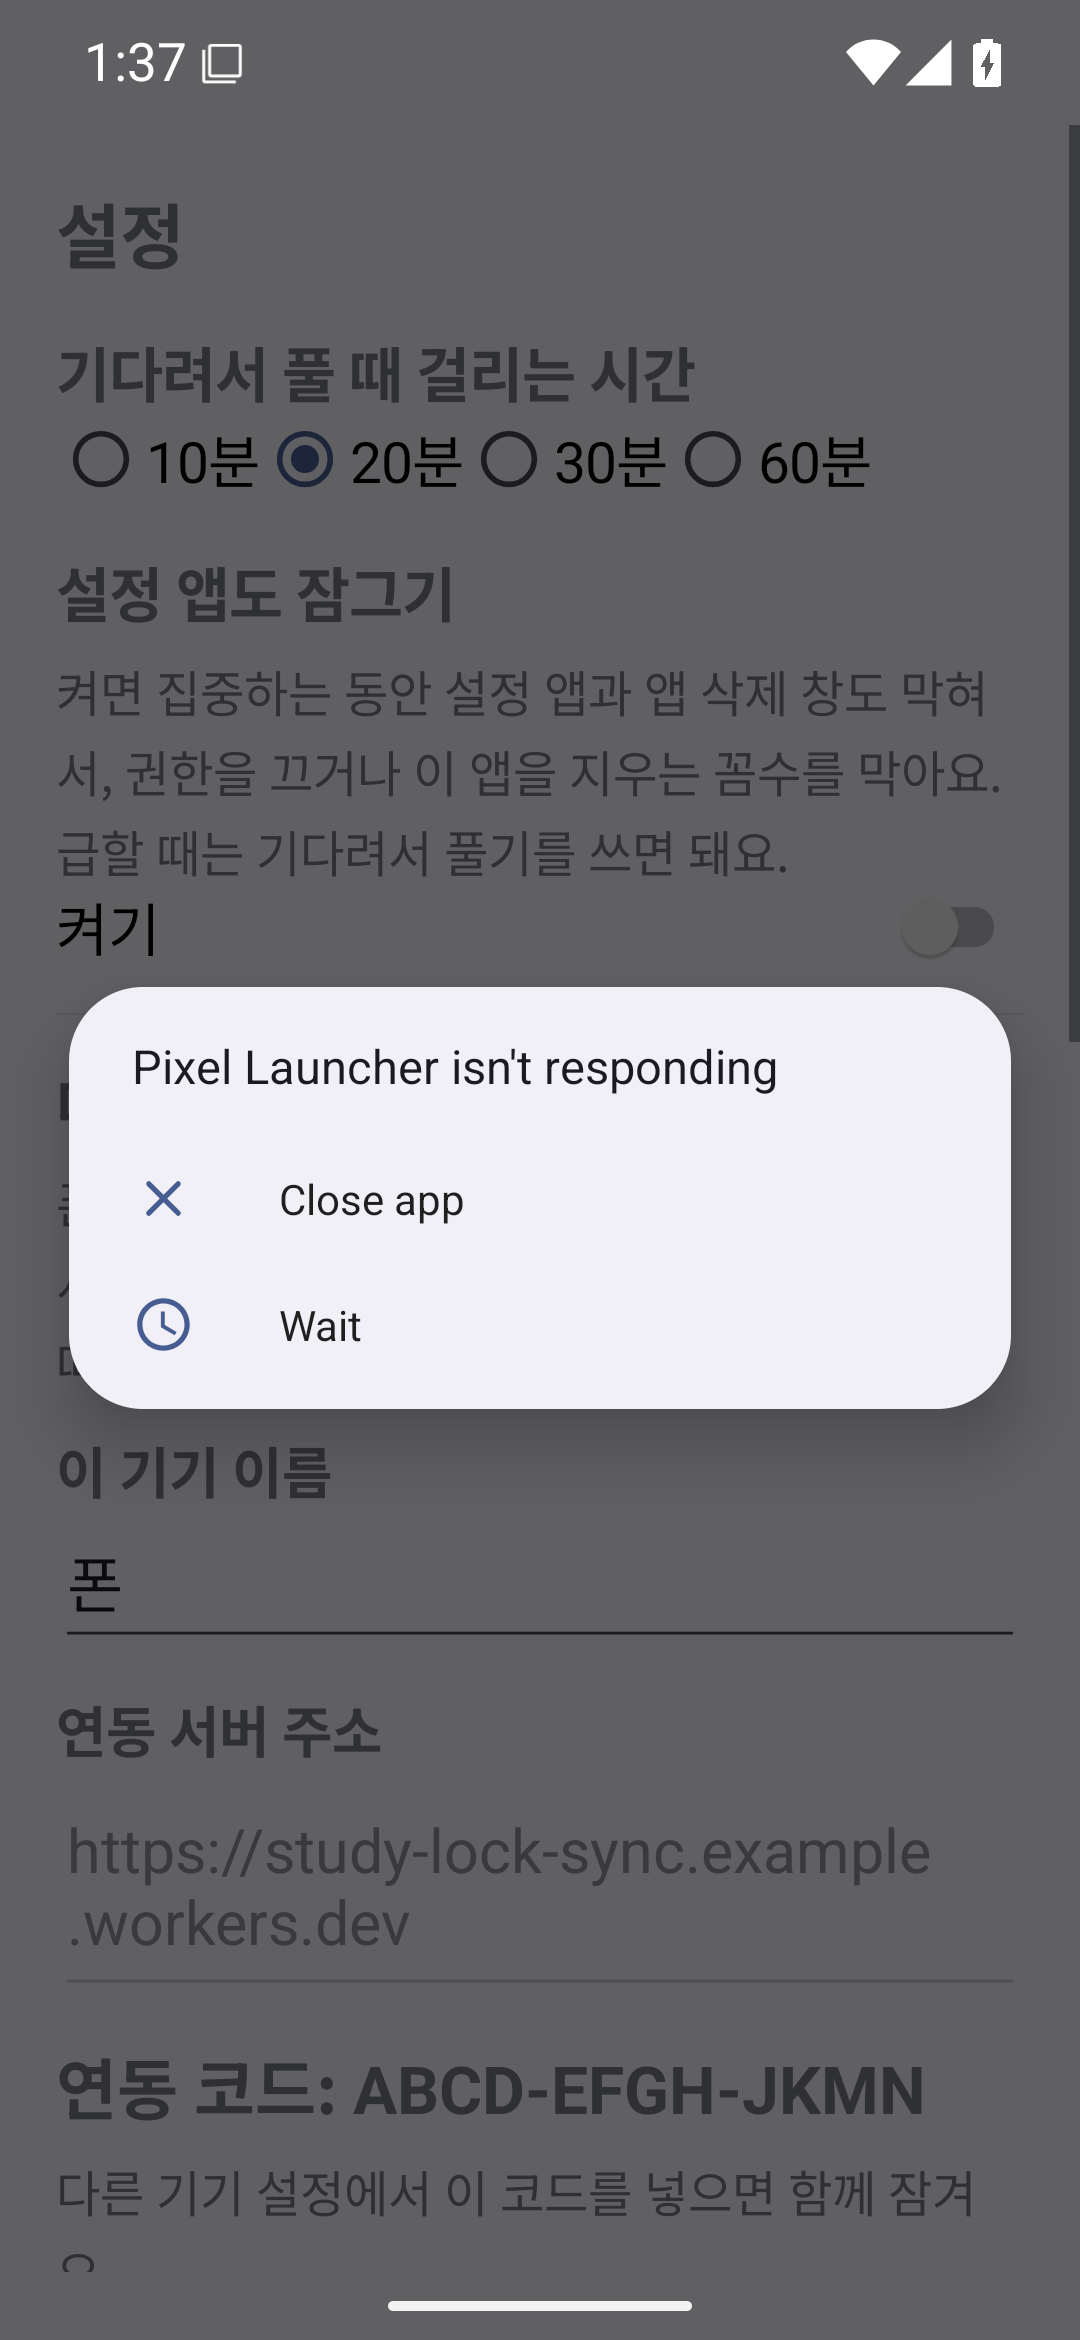 1:37
설정
기다려서 풀 때 걸리는 시간
10분 20분 30분 60분
설정 앱도 잠그기
켜면 집중하는 동안 설정 앱과 앱 삭제 창도 막혀
서, 권한을 끄거나 이 앱을 지우는 꼼수를 막아요.
급할 때는 기다려서 풀기를 쓰면 돼요.
켜기
Pixel Launcher isn't responding
Close app
Wait
이 기기 이름
폰
연동 서버 주소
https://study-lock-sync.example
.workers.dev
연동 코드: ABCD-EFGH-JKMN
다른 기기 설정에서 이 코드를 넣으면 함께 잠겨